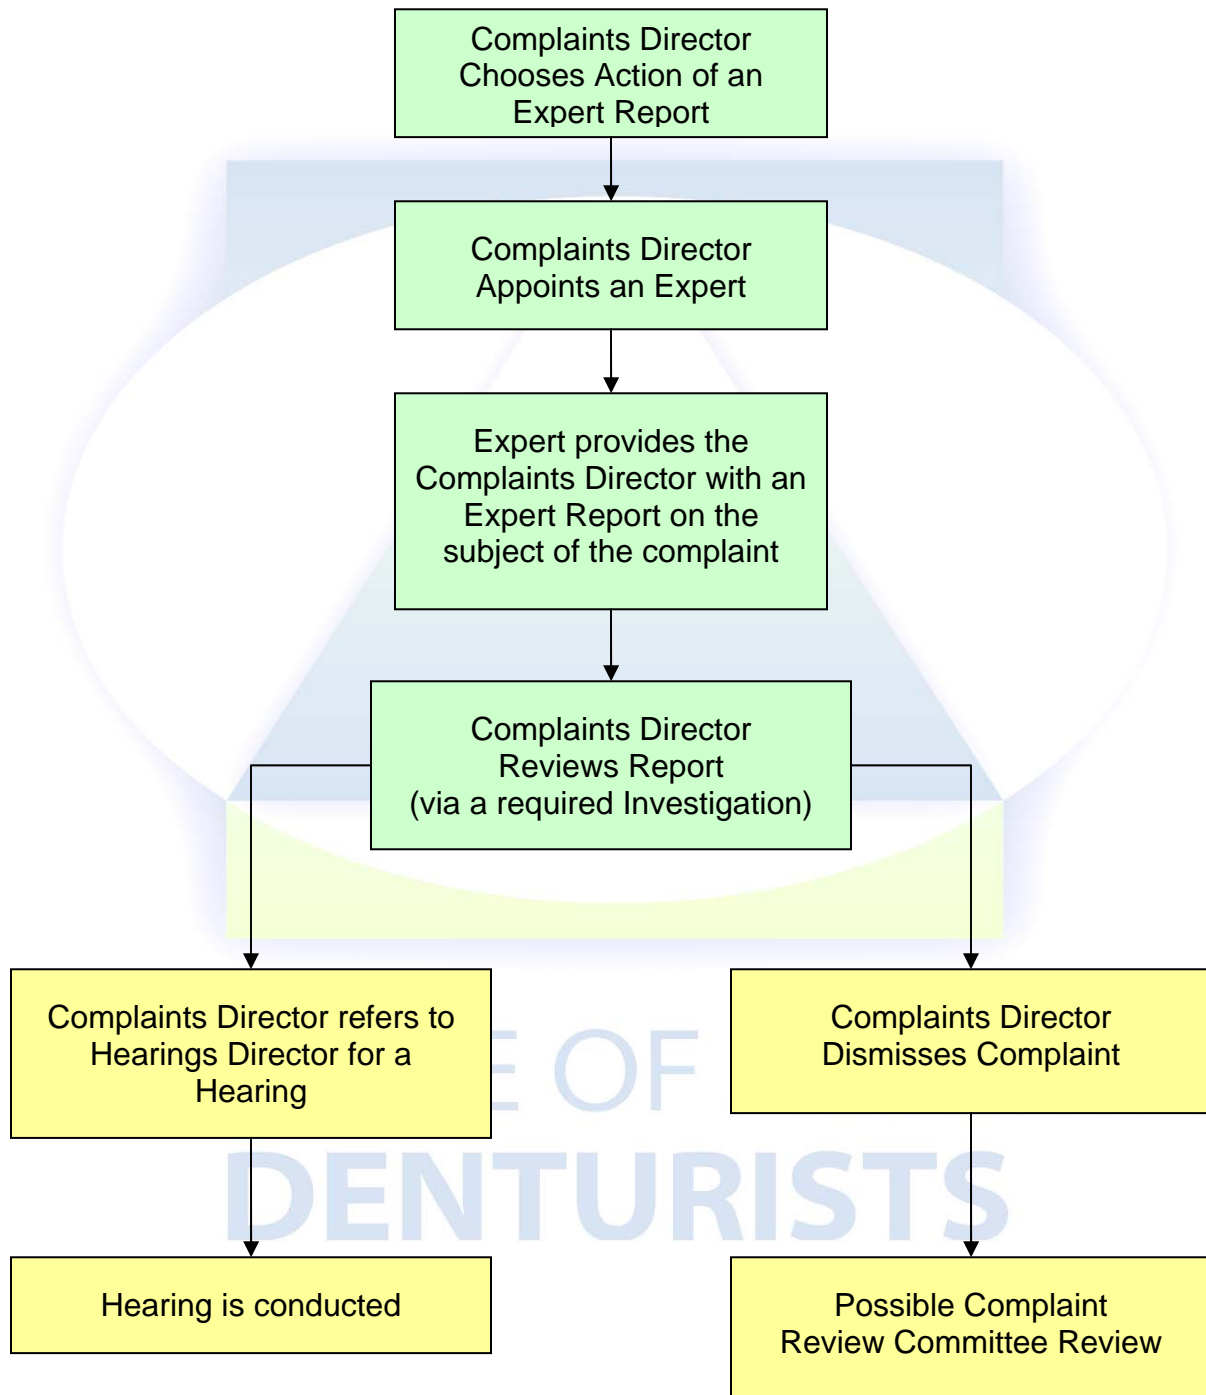 Complaints Director
Chooses Action of an
Expert Report
Complaints Director
Appoints an Expert
Expert provides the
Complaints Director with an
Expert Report on the
subject of the complaint
Complaints Director
Reviews Report
(via a required Investigation)
Complaints Director refers to
Hearings Director for a
Hearing
Complaints Director
Dismisses Complaint
E OF
DENTURISTS
Hearing is conducted
Possible Complaint
Review Committee Review